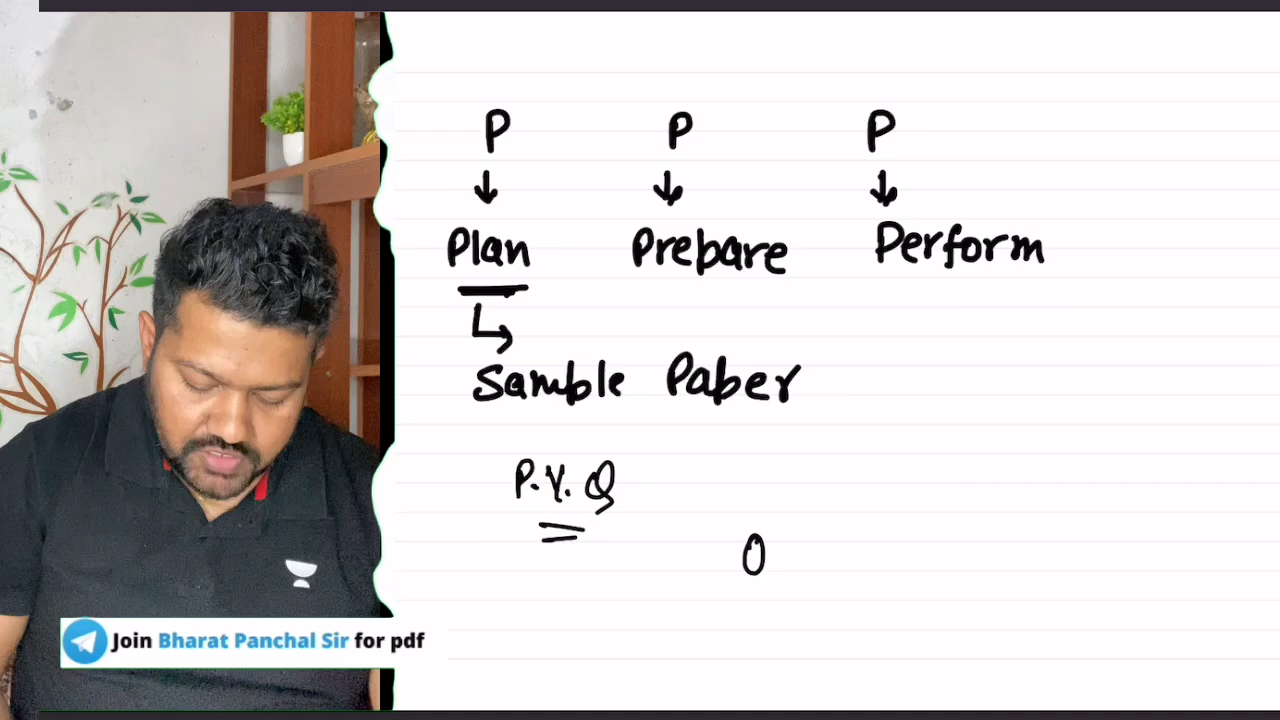 P P P
↓ ↓ ↓
Plan Prebare Perform
↳
Samble Paber
P.Y.Q
0
Join Bharat Panchal Sir for pdf